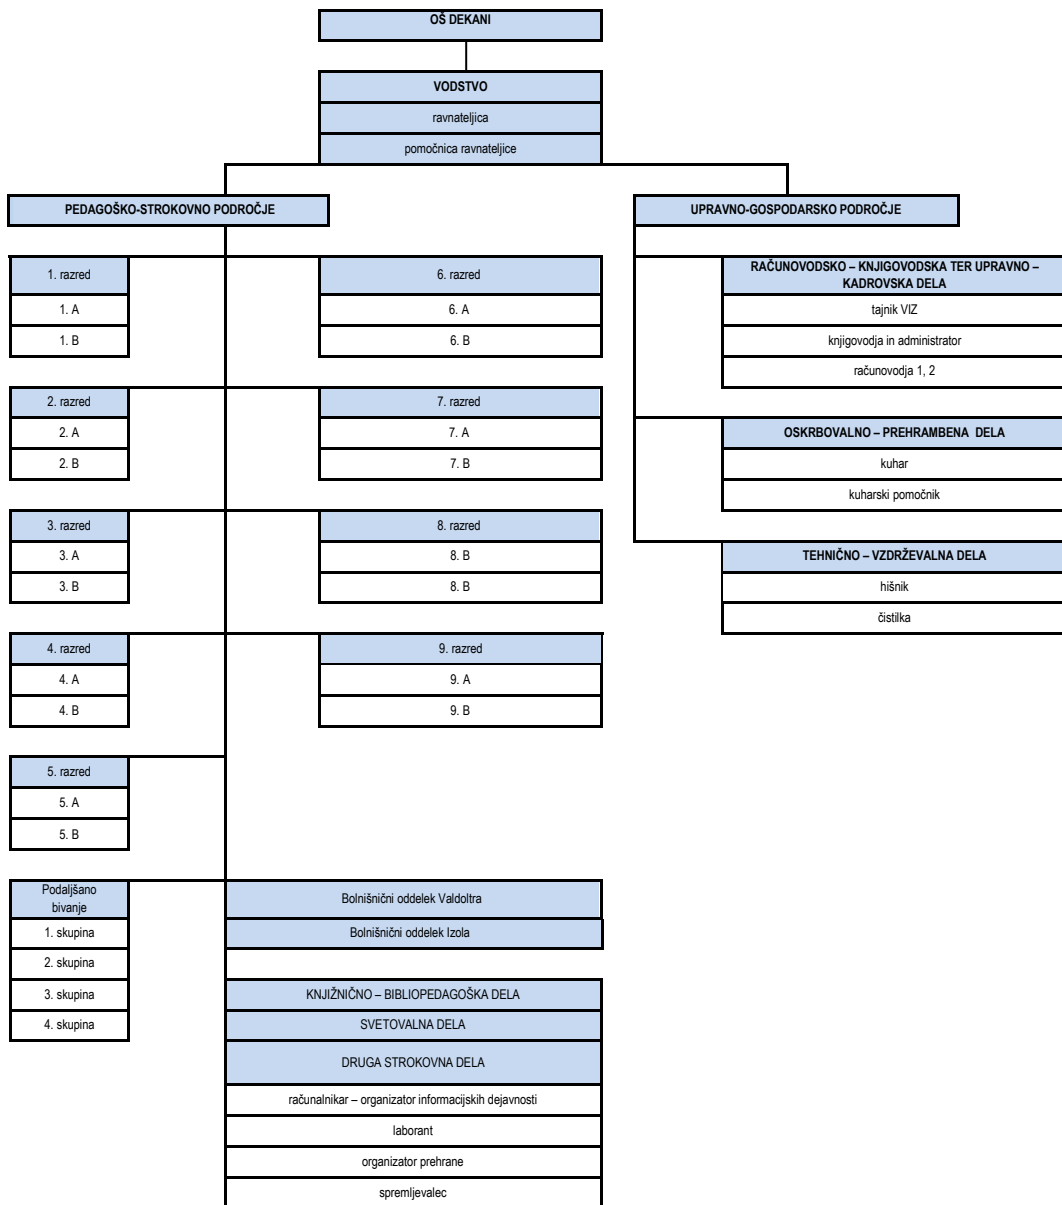 OŠ DEKANI
VODSTVO
ravnateljica
pomočnica ravnateljice
PEDAGOŠKO-STROKOVNO PODROČJE
1. razred
1. A
1. B
2. razred
2. A
2. B
3. razred
3. A
3. B
4. razred
4. A
4. B
5. razred
5. A
5. B
Podaljšano
bivanje
1. skupina
2. skupina
3. skupina
4. skupina
6. razred
6. A
6. B
7. razred
7. A
7. B
8. razred
8. B
8. B
9. razred
9. A
9. B
Bolnišnični oddelek Valdoltra
Bolnišnični oddelek Izola
KNJIŽNIČNO – BIBLIOPEDAGOŠKA DELA
SVETOVALNA DELA
DRUGA STROKOVNA DELA
računalnikar – organizator informacijskih dejavnosti
laborant
organizator prehrane
spremljevalec
UPRAVNO-GOSPODARSKO PODROČJE
RAČUNOVODSKO – KNJIGOVODSKA TER UPRAVNO –
KADROVSKA DELA
tajnik VIZ
knjigovodja in administrator
računovodja 1, 2
OSKRBOVALNO – PREHRAMBENA DELA
kuhar
kuharski pomočnik
TEHNIČNO – VZDRŽEVALNA DELA
hišnik
čistilka